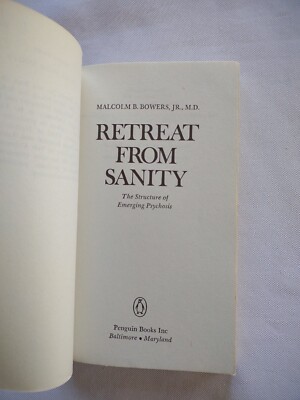 MALCOLM B. BOWERS, JR., M.D.
RETREAT
FROM
SANITY
The Structure of
Emerging Psychosis
Penguin Books Inc
Baltimore • Maryland